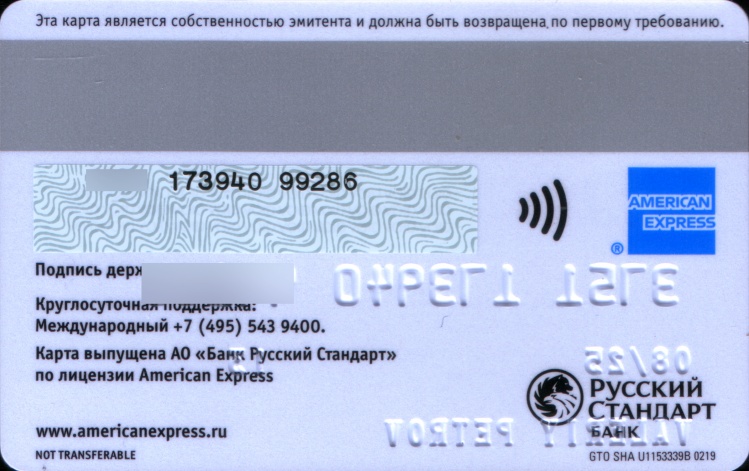 Эта карта является собственностью эмитента и должна быть возвращена по первому требованию.
173940 99286
AMERICAN
EXPRESS
®
Подпись
Круглосуточная поддержка:
Международный +7 (495) 543 9400.
Карта выпущена АО «Банк Русский Стандарт»
по лицензии American Express
РУССКИЙ
СТАНДАРТ
БАНК
www.americanexpress.ru
NOT TRANSFERABLE
GTO SHA U1153339B 0219